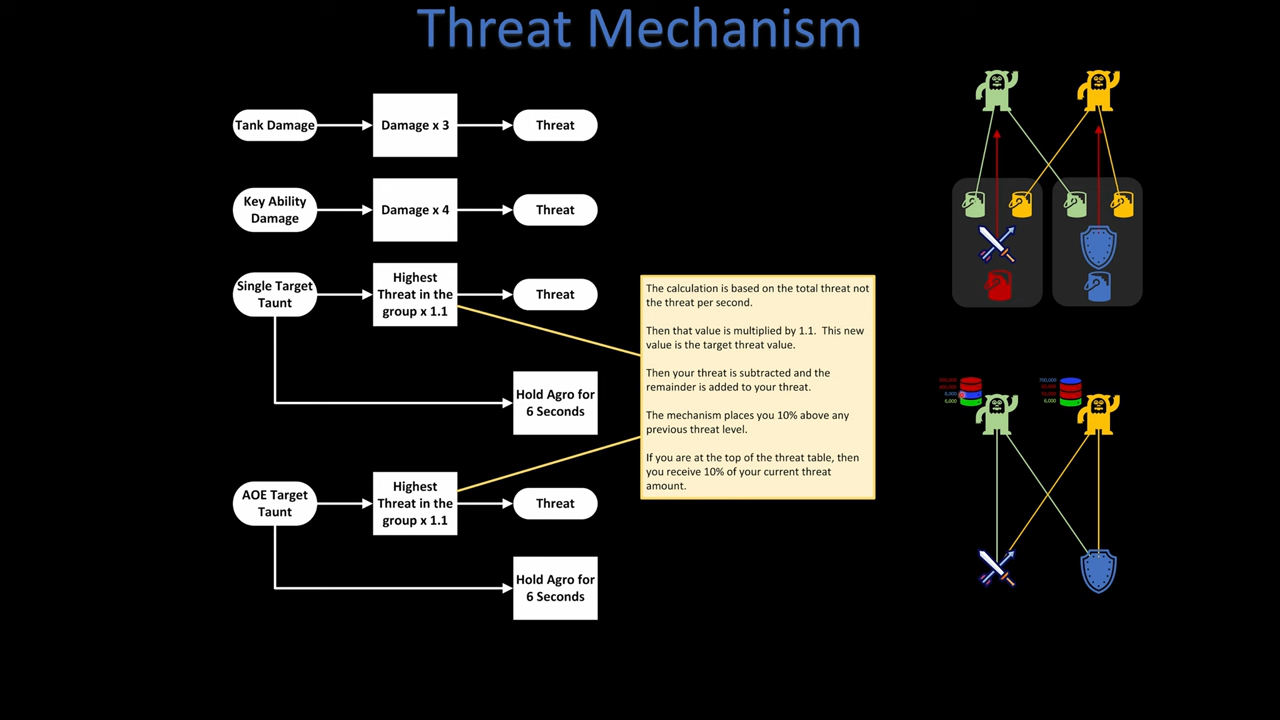 Threat Mechanism
Tank Damage
Damage x 3
Threat
Key Ability
Damage
Damage x 4
Threat
Single Target
Taunt
Highest
Threat in the
group x 1.1
Threat
Hold Agro for
6 Seconds
AOE Target
Taunt
Highest
Threat in the
group x 1.1
Threat
Hold Agro for
6 Seconds
The calculation is based on the total threat not
the threat per second.
Then that value is multiplied by 1.1. This new
value is the target threat value.
Then your threat is subtracted and the
remainder is added to your threat.
The mechanism places you 10% above any
previous threat level.
If you are at the top of the threat table, then
you receive 10% of your current threat
amount.
6,000
700,000
6,000